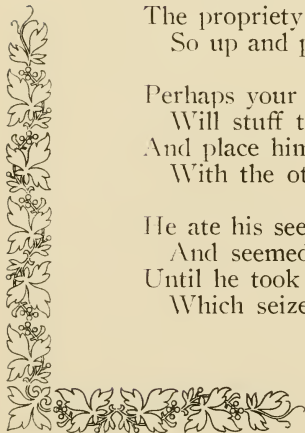 The propriety
So up and p
Perhaps your
Will stuff t
And place him
With the ot
He ate his see
And seemed
Until he took
Which seize